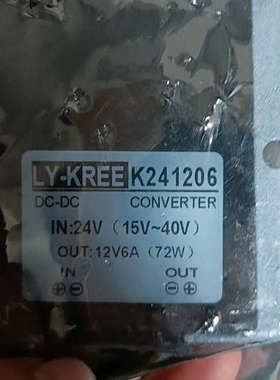 LY-KREE K241206
DC-DC CONVERTER
IN:24V (15V~40V)
OUT:12V6A (72W)
IN OUT
⊖⊕ ⊕⊖